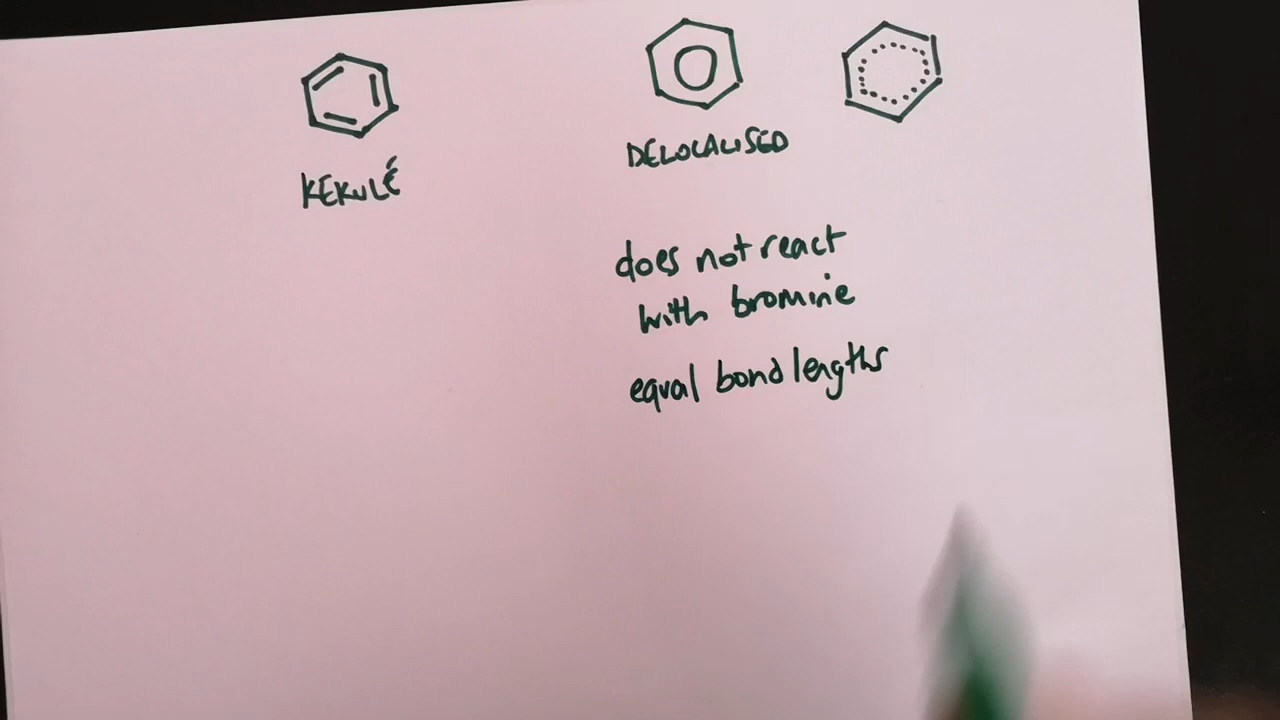 KEKULÉ
DELOCALISED
does not react
with bromine
equal bond lengths